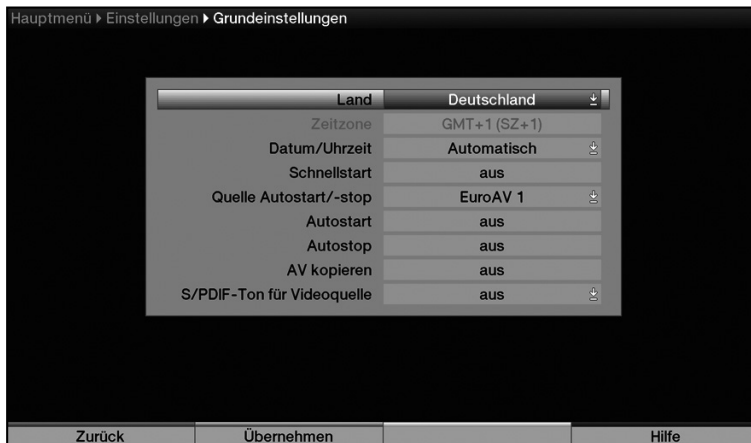 Hauptmenü ▸ Einstellungen ▸ Grundeinstellungen
Land Deutschland
Zeitzone GMT+1 (SZ+1)
Datum/Uhrzeit Automatisch
Schnellstart aus
Quelle Autostart/-stop EuroAV 1
Autostart aus
Autostop aus
AV kopieren aus
S/PDIF-Ton für Videoquelle aus
Zurück Übernehmen Hilfe